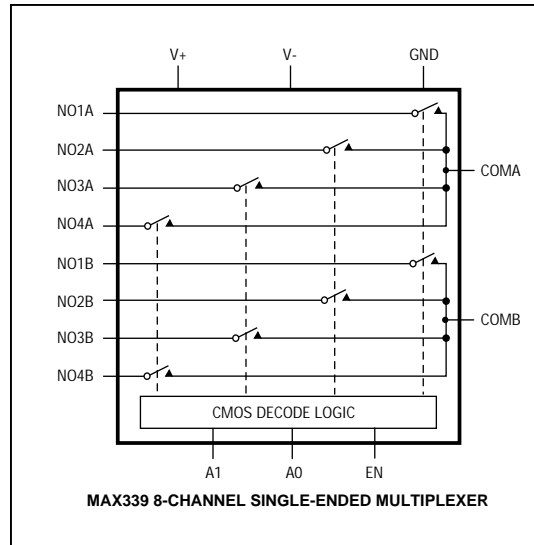 V+ V- GND
NO1A
NO2A
COMA
NO3A
NO4A
NO1B
NO2B
COMB
NO3B
NO4B
CMOS DECODE LOGIC
A1 A0 EN
MAX339 8-CHANNEL SINGLE-ENDED MULTIPLEXER